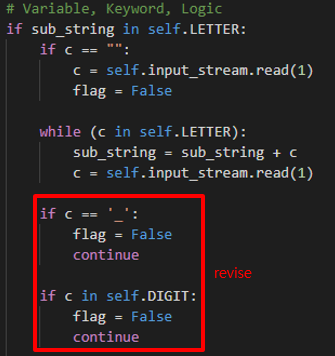 # Variable, Keyword, Logic
if sub_string in self.LETTER:
    if c == "":
        c = self.input_stream.read(1)
        flag = False

    while (c in self.LETTER):
        sub_string = sub_string + c
        c = self.input_stream.read(1)

    if c == '_':
        flag = False
        continue
revise
    if c in self.DIGIT:
        flag = False
        continue